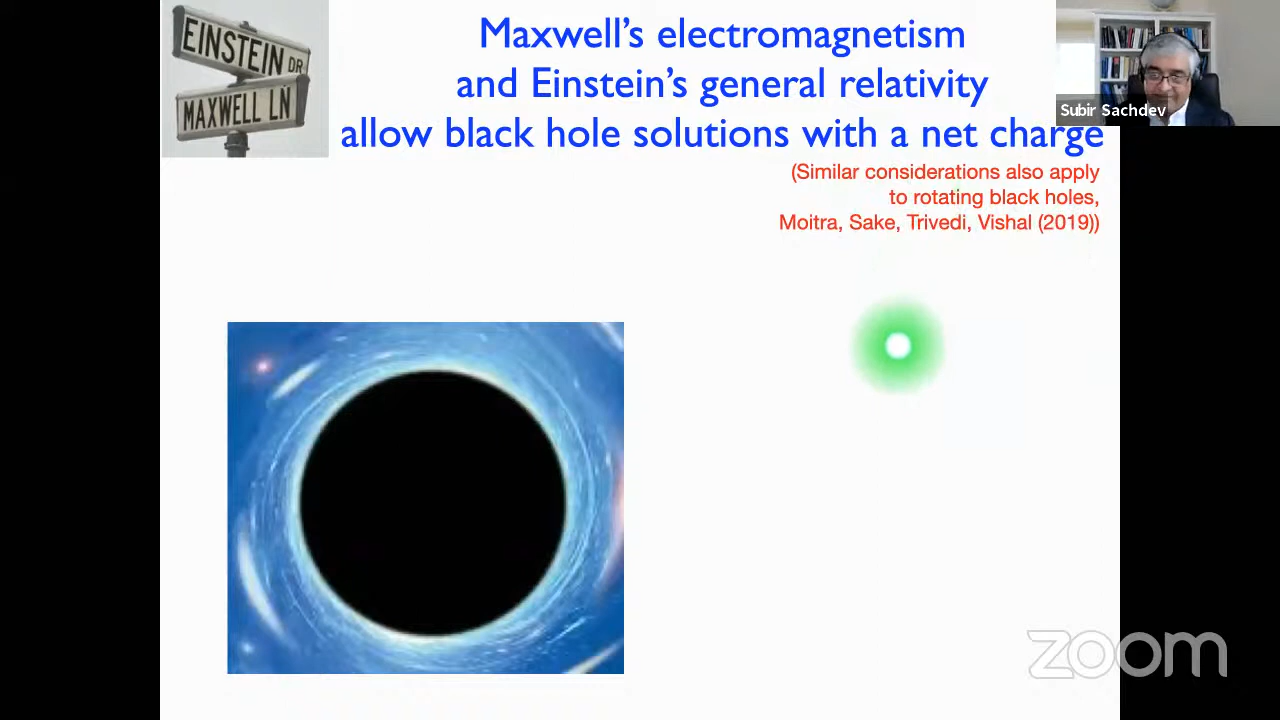 EINSTEIN DR
MAXWELL LN
Maxwell's electromagnetism
and Einstein's general relativity
allow black hole solutions with a net charge
Subir Sachdev
(Similar considerations also apply
to rotating black holes,
Moitra, Sake, Trivedi, Vishal (2019))
zoom